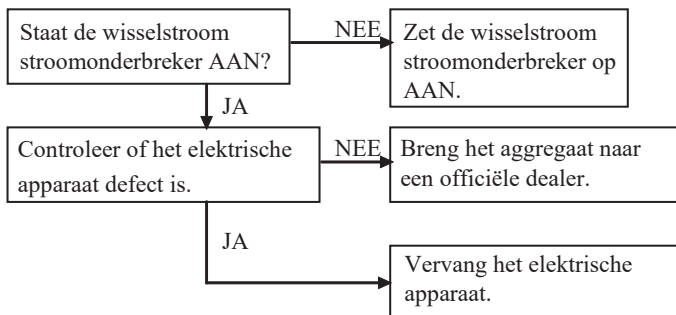 Staat de wisselstroom
stroomonderbreker AAN?
NEE
Zet de wisselstroom
stroomonderbreker op
AAN.
JA
Controleer of het elektrische
apparaat defect is.
NEE
Breng het aggregaat naar
een officiële dealer.
JA
Vervang het elektrische
apparaat.